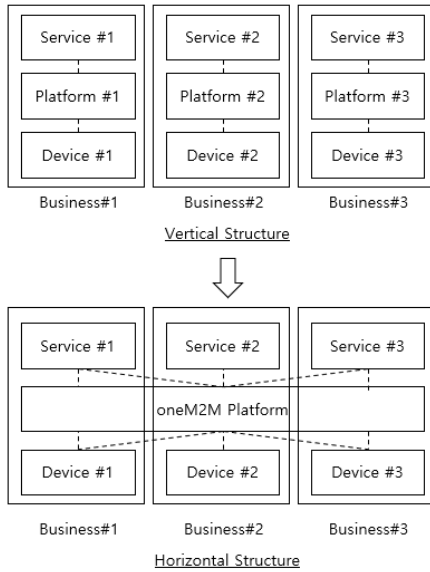 Service #1 Service #2 Service #3
Platform #1 Platform #2 Platform #3
Device #1 Device #2 Device #3
Business#1 Business#2 Business#3
Vertical Structure
Service #1 Service #2 Service #3
oneM2M Platform
Device #1 Device #2 Device #3
Business#1 Business#2 Business#3
Horizontal Structure